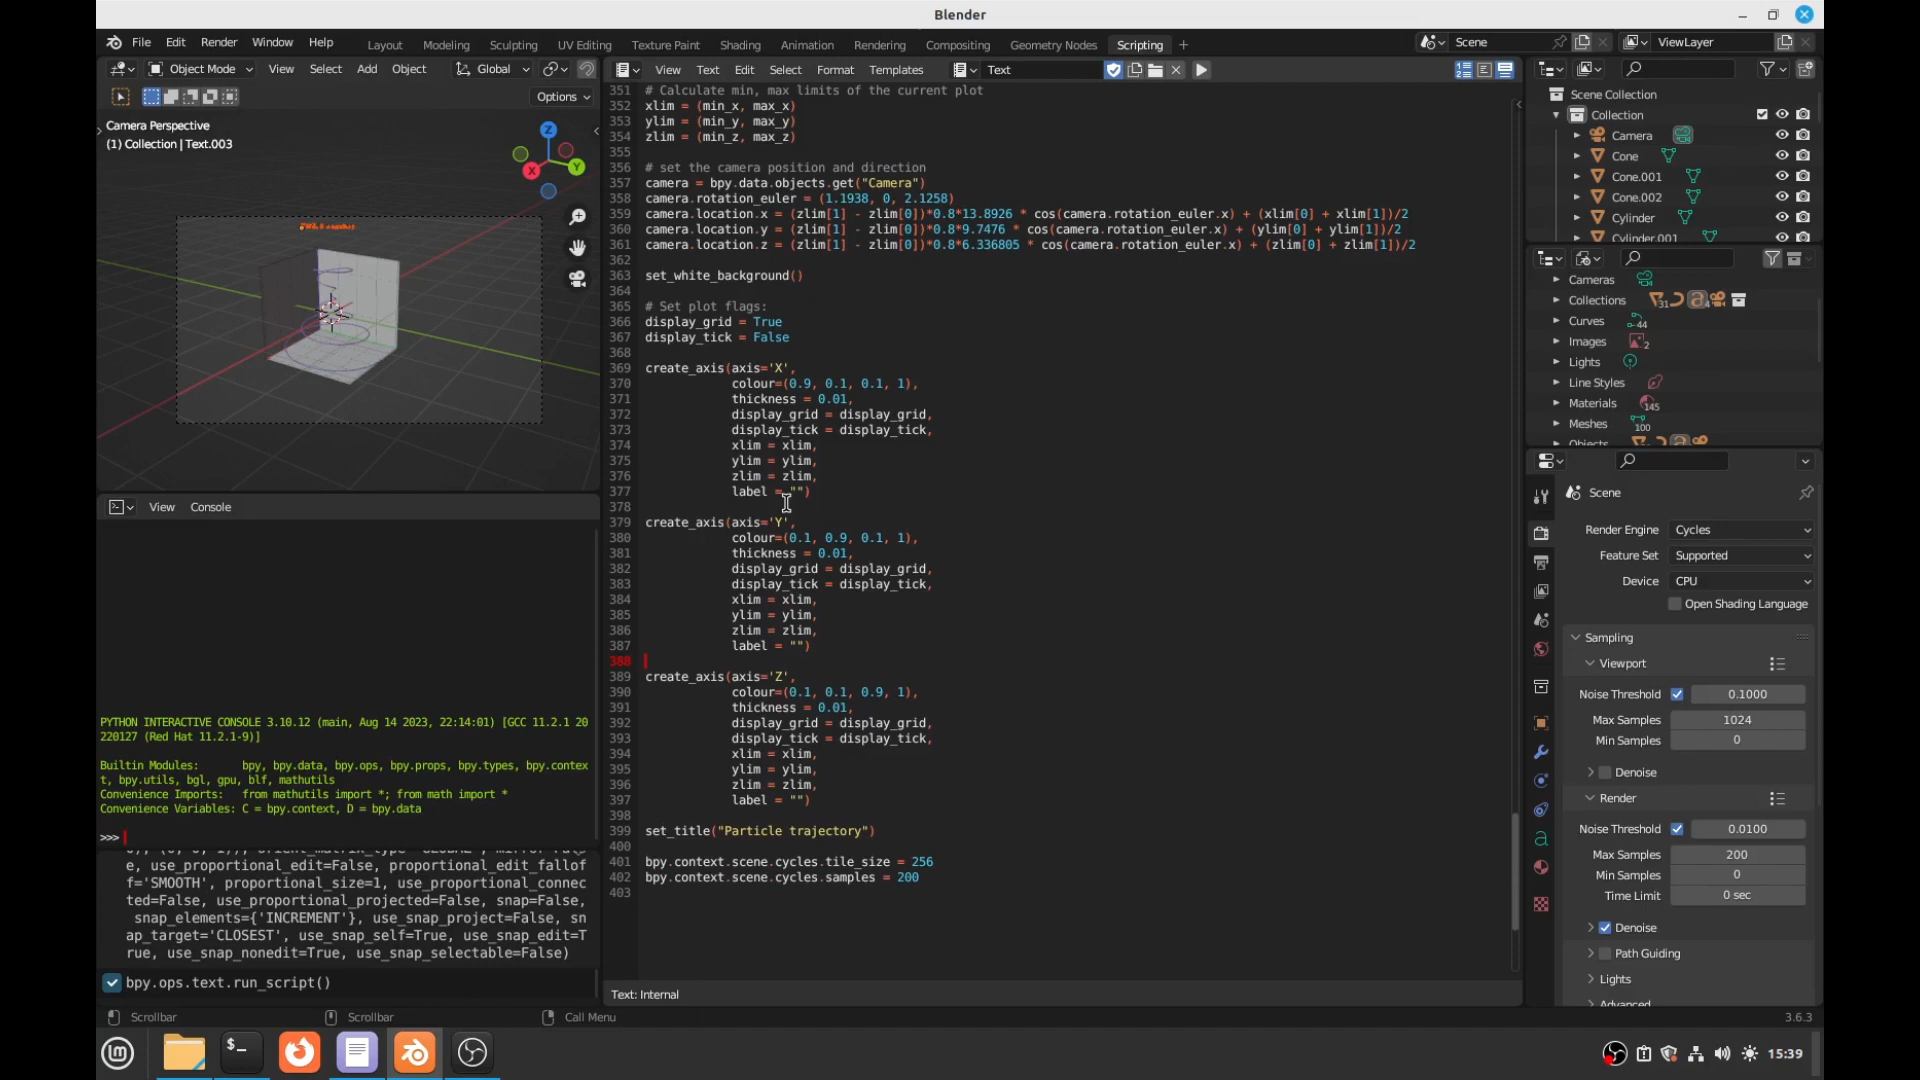 Blender
File Edit Render Window Help
Layout Modeling Sculpting UV Editing Texture Paint Shading Animation Rendering Compositing Geometry Nodes Scripting
Scene
ViewLayer
Object Mode View Select Add Object Global
Options
Camera Perspective
(1) Collection | Text.003
Z
Y
X
View Console
PYTHON INTERACTIVE CONSOLE 3.10.12 (main, Aug 14 2023, 22:14:01) [GCC 11.2.1 20
220127 (Red Hat 11.2.1-9)]
Builtin Modules: bpy, bpy.data, bpy.ops, bpy.props, bpy.types, bpy.contex
t, bpy.utils, bgl, gpu, blf, mathutils
Convenience Imports: from mathutils import *; from math import *
Convenience Variables: C = bpy.context, D = bpy.data
>>>
e, use_proportional_edit=False, proportional_edit_fallof
f='SMOOTH', proportional_size=1, use_proportional_connec
ted=False, use_proportional_projected=False, snap=False,
snap_elements={'INCREMENT'}, use_snap_project=False, sn
ap_target='CLOSEST', use_snap_self=True, use_snap_edit=T
rue, use_snap_nonedit=True, use_snap_selectable=False)
bpy.ops.text.run_script()
View Text Edit Select Format Templates Text
351 # Calculate min, max limits of the current plot
352 xlim = (min_x, max_x)
353 ylim = (min_y, max_y)
354 zlim = (min_z, max_z)
355
356 # set the camera position and direction
357 camera = bpy.data.objects.get("Camera")
358 camera.rotation_euler = (1.1938, 0, 2.1258)
359 camera.location.x = (zlim[1] - zlim[0])*0.8*13.8926 * cos(camera.rotation_euler.x) + (xlim[0] + xlim[1])/2
360 camera.location.y = (zlim[1] - zlim[0])*0.8*9.7476 * cos(camera.rotation_euler.x) + (ylim[0] + ylim[1])/2
361 camera.location.z = (zlim[1] - zlim[0])*0.8*6.336805 * cos(camera.rotation_euler.x) + (zlim[0] + zlim[1])/2
362
363 set_white_background()
364
365 # Set plot flags:
366 display_grid = True
367 display_tick = False
368
369 create_axis(axis='X',
370 colour=(0.9, 0.1, 0.1, 1),
371 thickness = 0.01,
372 display_grid = display_grid,
373 display_tick = display_tick,
374 xlim = xlim,
375 ylim = ylim,
376 zlim = zlim,
377 label = "")
378
379 create_axis(axis='Y',
380 colour=(0.1, 0.9, 0.1, 1),
381 thickness = 0.01,
382 display_grid = display_grid,
383 display_tick = display_tick,
384 xlim = xlim,
385 ylim = ylim,
386 zlim = zlim,
387 label = "")
388
389 create_axis(axis='Z',
390 colour=(0.1, 0.1, 0.9, 1),
391 thickness = 0.01,
392 display_grid = display_grid,
393 display_tick = display_tick,
394 xlim = xlim,
395 ylim = ylim,
396 zlim = zlim,
397 label = "")
398
399 set_title("Particle trajectory")
400
401 bpy.context.scene.cycles.tile_size = 256
402 bpy.context.scene.cycles.samples = 200
403
Text: Internal
Scene Collection
Collection
Camera
Cone
Cone.001
Cone.002
Cylinder
Cylinder.001
Cameras
Collections 31 4
Curves 44
Images 2
Lights
Line Styles
Materials 145
Meshes 100
Objects
Scene
Render Engine Cycles
Feature Set Supported
Device CPU
Open Shading Language
Sampling
Viewport
Noise Threshold 0.1000
Max Samples 1024
Min Samples 0
Denoise
Render
Noise Threshold 0.0100
Max Samples 200
Min Samples 0
Time Limit 0 sec
Denoise
Path Guiding
Lights
Advanced
Scrollbar Scrollbar Call Menu 3.6.3
15:39